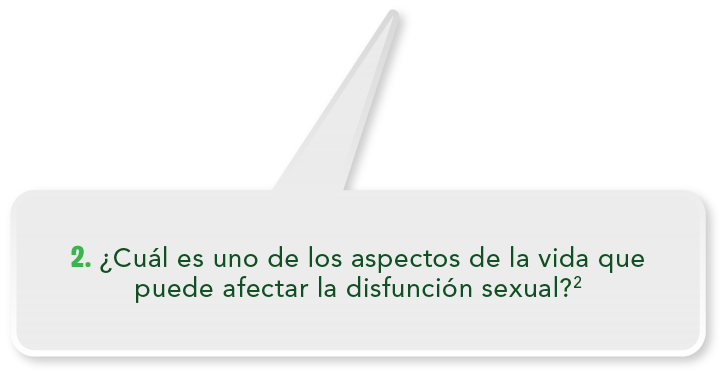 2. ¿Cuál es uno de los aspectos de la vida que
puede afectar la disfunción sexual?²